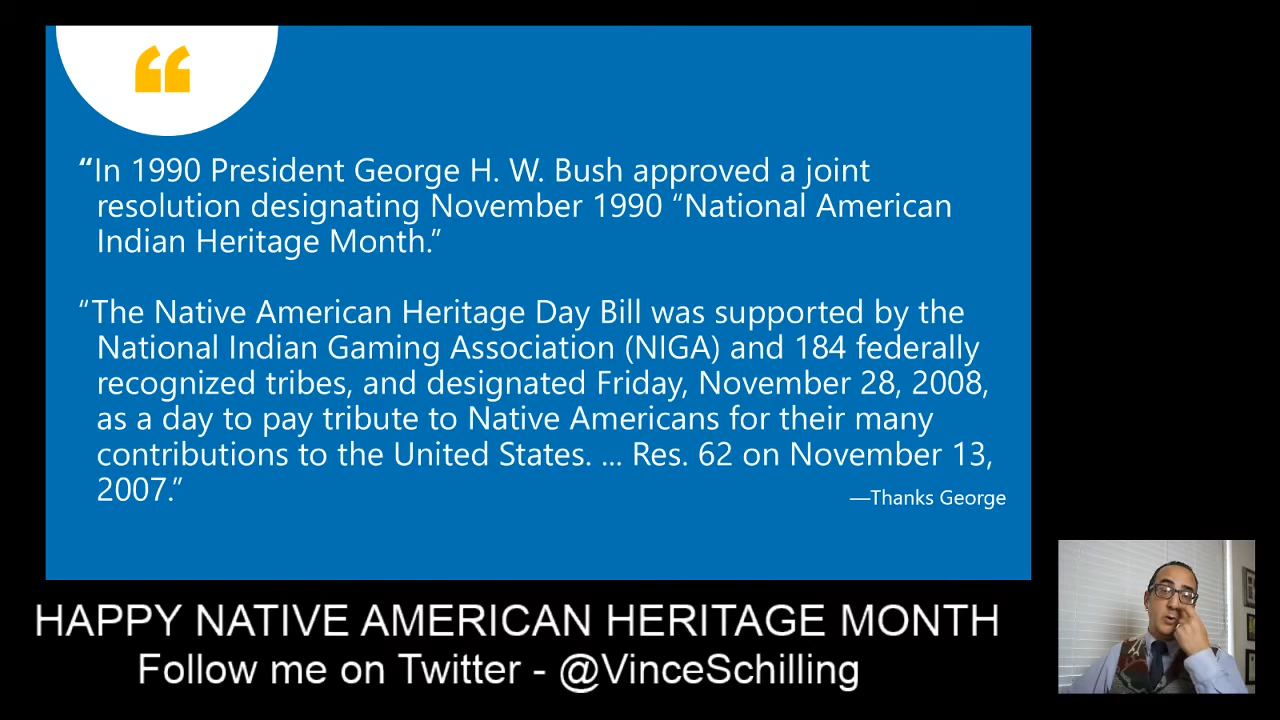 “In 1990 President George H. W. Bush approved a joint
resolution designating November 1990 “National American
Indian Heritage Month.”
“The Native American Heritage Day Bill was supported by the
National Indian Gaming Association (NIGA) and 184 federally
recognized tribes, and designated Friday, November 28, 2008,
as a day to pay tribute to Native Americans for their many
contributions to the United States. ... Res. 62 on November 13,
2007.”
—Thanks George
HAPPY NATIVE AMERICAN HERITAGE MONTH
Follow me on Twitter - @VinceSchilling